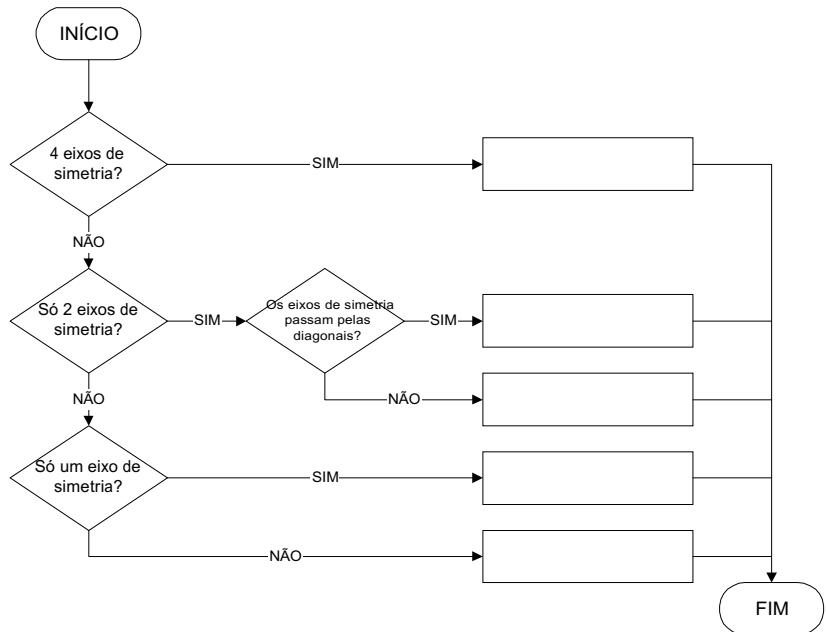 INÍCIO
4 eixos de
simetria?
SIM
NÃO
Só 2 eixos de
simetria?
SIM
Os eixos de simetria
passam pelas
diagonais?
SIM
NÃO
NÃO
Só um eixo de
simetria?
SIM
NÃO
FIM